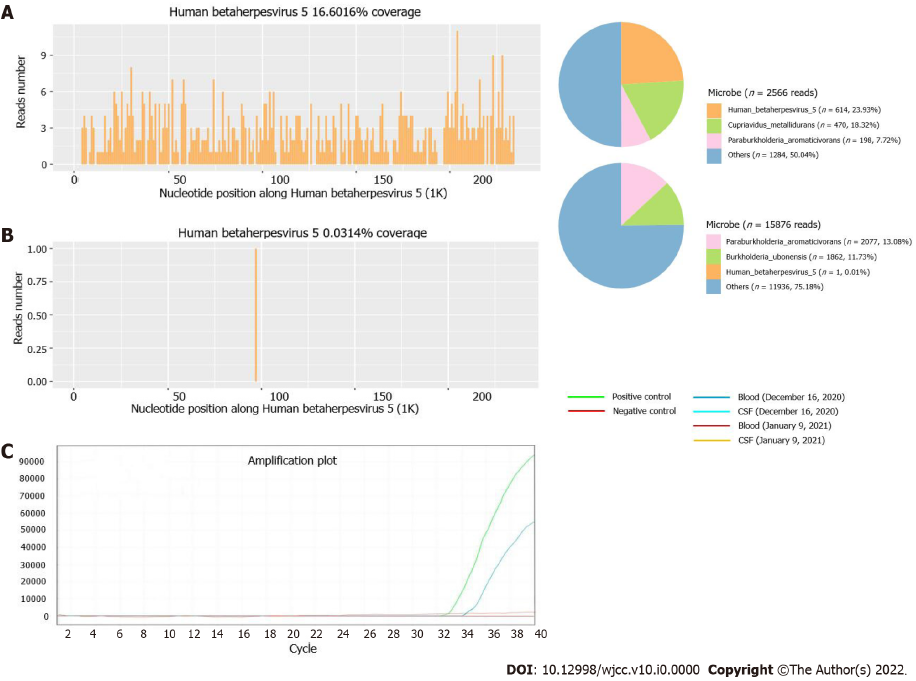 A
Human betaherpesvirus 5 16.6016% coverage
Reads number
9
6
3
0
0 50 100 150 200
Nucleotide position along Human betaherpesvirus 5 (1K)
Microbe (n = 2566 reads)
Human_betaherpesvirus_5 (n = 614, 23.93%)
Cupriavidus_metallidurans (n = 470, 18.32%)
Paraburkholderia_aromaticivorans (n = 198, 7.72%)
Others (n = 1284, 50.04%)
B
Human betaherpesvirus 5 0.0314% coverage
Reads number
1.00
0.75
0.50
0.25
0.00
0 50 100 150 200
Nucleotide position along Human betaherpesvirus 5 (1K)
Microbe (n = 15876 reads)
Paraburkholderia_aromaticivorans (n = 2077, 13.08%)
Burkholderia_ubonensis (n = 1862, 11.73%)
Human_betaherpesvirus_5 (n = 1, 0.01%)
Others (n = 11936, 75.18%)
Positive control
Negative control
Blood (December 16, 2020)
CSF (December 16, 2020)
Blood (January 9, 2021)
CSF (January 9, 2021)
C
Amplification plot
90000
80000
70000
60000
50000
40000
30000
20000
10000
0
2 4 6 8 10 12 14 16 18 20 22 24 26 28 30 32 34 36 38 40
Cycle
DOI: 10.12998/wjcc.v10.i0.0000 Copyright ©The Author(s) 2022.